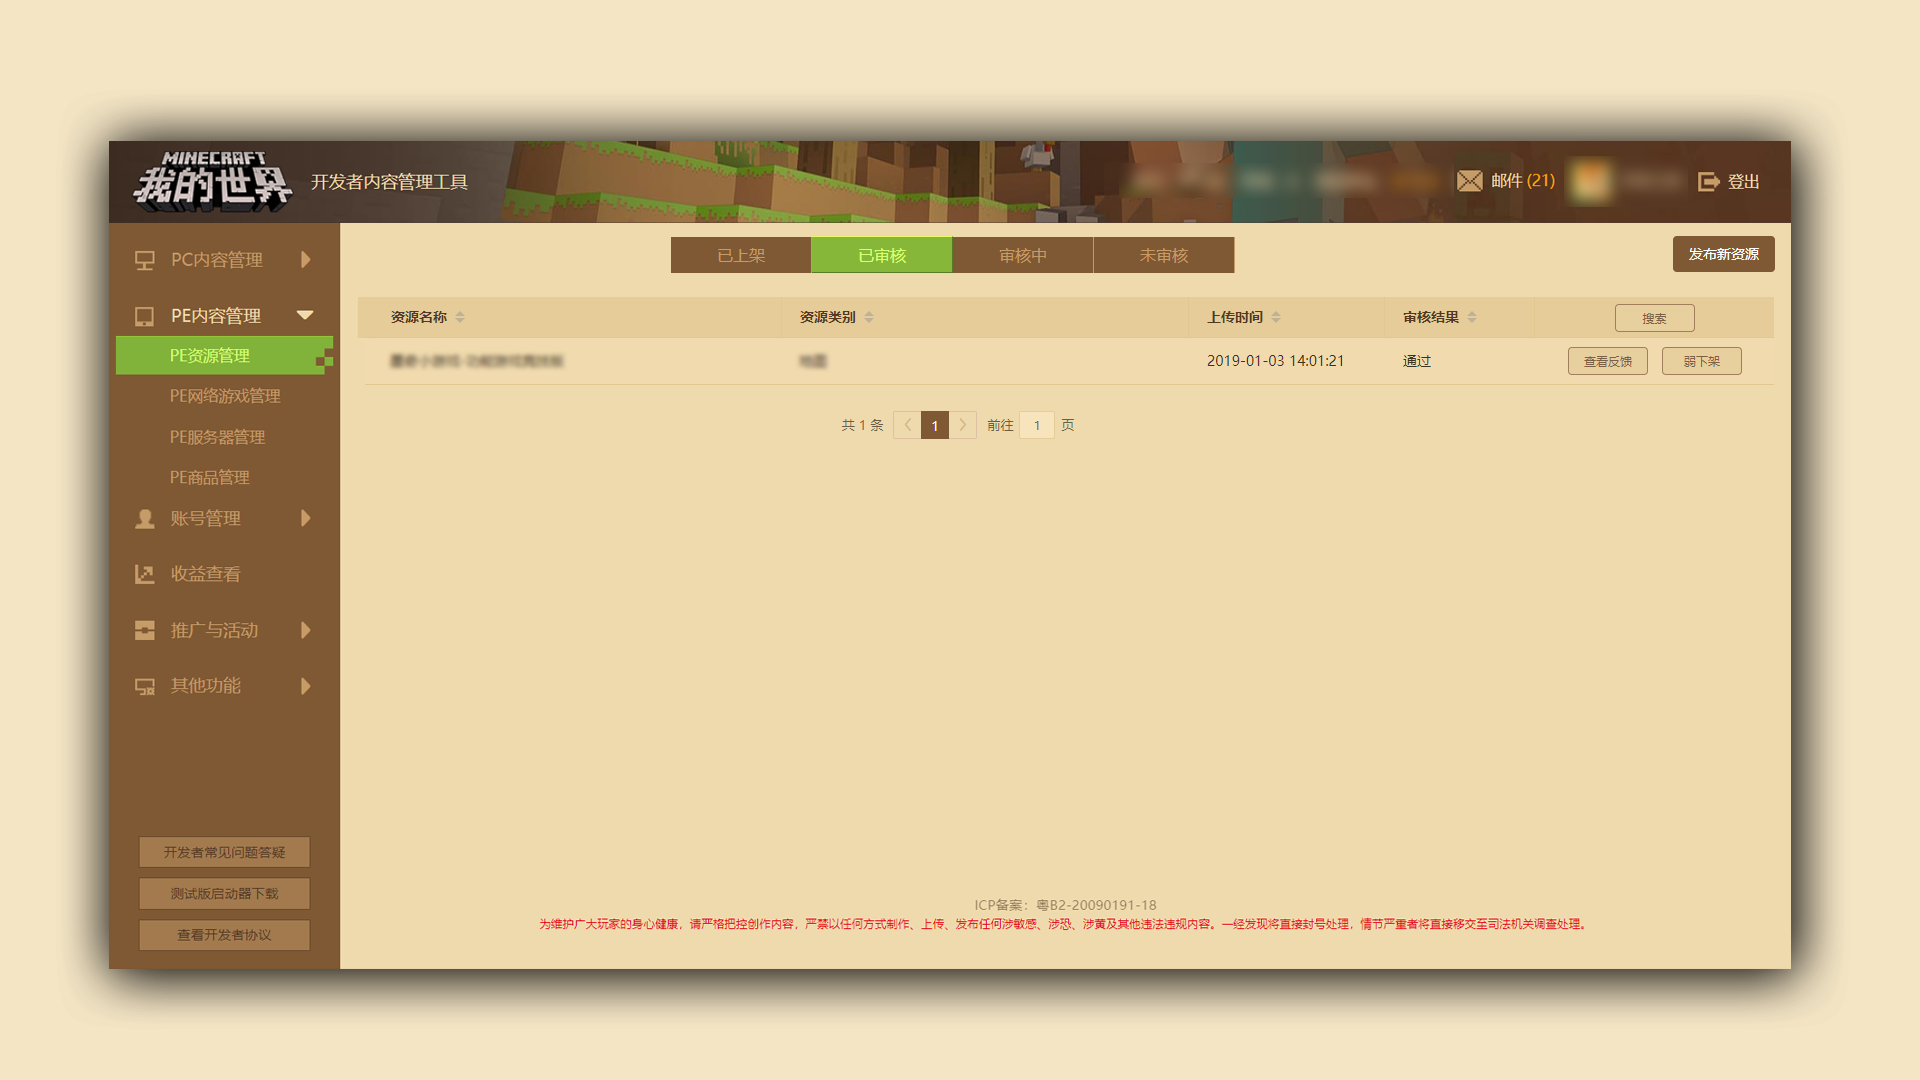 MINECRAFT
我的世界
开发者内容管理工具
邮件 (21)
登出
PC内容管理
PE内容管理
PE资源管理
PE网络游戏管理
PE服务器管理
PE商品管理
账号管理
收益查看
推广与活动
其他功能
开发者常见问题答疑
测试版启动器下载
查看开发者协议
已上架 已审核 审核中 未审核
发布新资源
资源名称 资源类别 上传时间 审核结果 搜索
2019-01-03 14:01:21 通过 查看反馈 弱下架
共 1 条 1 前往 1 页
ICP备案：粤B2-20090191-18
为维护广大玩家的身心健康，请严格把控创作内容，严禁以任何方式制作、上传、发布任何涉敏感、涉恐、涉黄及其他违法违规内容。一经发现将直接封号处理，情节严重者将直接移交至司法机关调查处理。